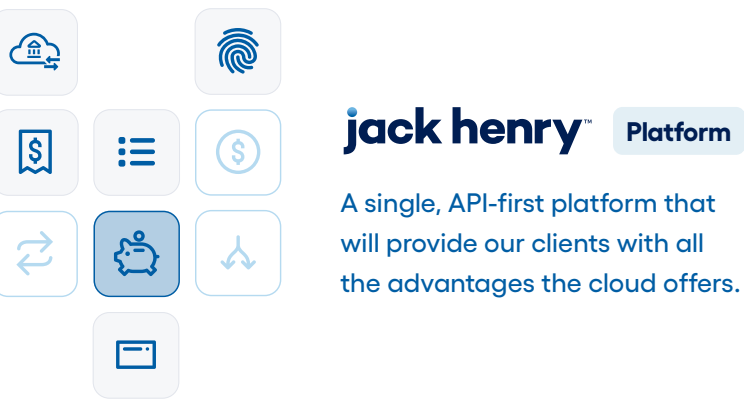 jack henry™ Platform
A single, API-first platform that
will provide our clients with all
the advantages the cloud offers.